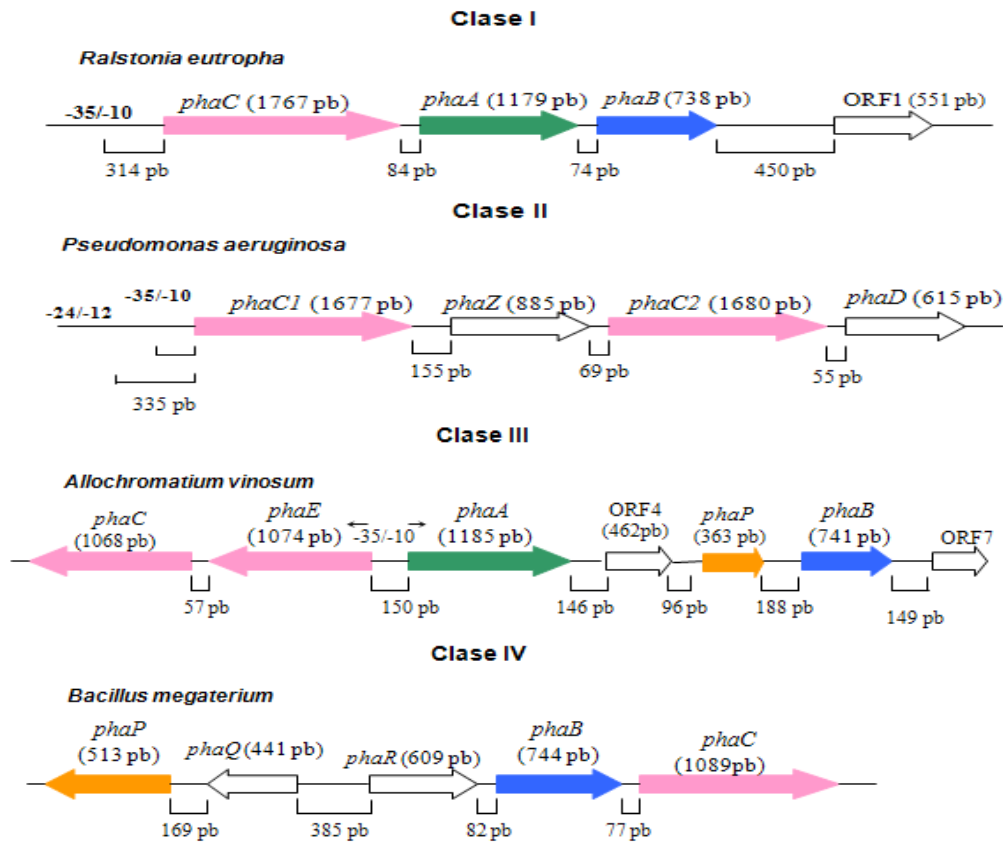 Clase I
Ralstonia eutropha
-35/-10
phaC (1767 pb)
phaA (1179 pb)
phaB (738 pb)
ORF1 (551 pb)
314 pb
84 pb
74 pb
450 pb
Clase II
Pseudomonas aeruginosa
-24/-12
-35/-10
phaC1 (1677 pb)
phaZ (885 pb)
phaC2 (1680 pb)
phaD (615 pb)
335 pb
155 pb
69 pb
55 pb
Clase III
Allochromatium vinosum
phaC
(1068 pb)
phaE
(1074 pb)
-35/-10
phaA
(1185 pb)
ORF4
(462pb)
phaP
(363 pb)
phaB
(741 pb)
ORF7
57 pb
150 pb
146 pb
96 pb
188 pb
149 pb
Clase IV
Bacillus megaterium
phaP
(513 pb)
phaQ (441 pb)
phaR (609 pb)
phaB
(744 pb)
phaC
(1089pb)
169 pb
385 pb
82 pb
77 pb